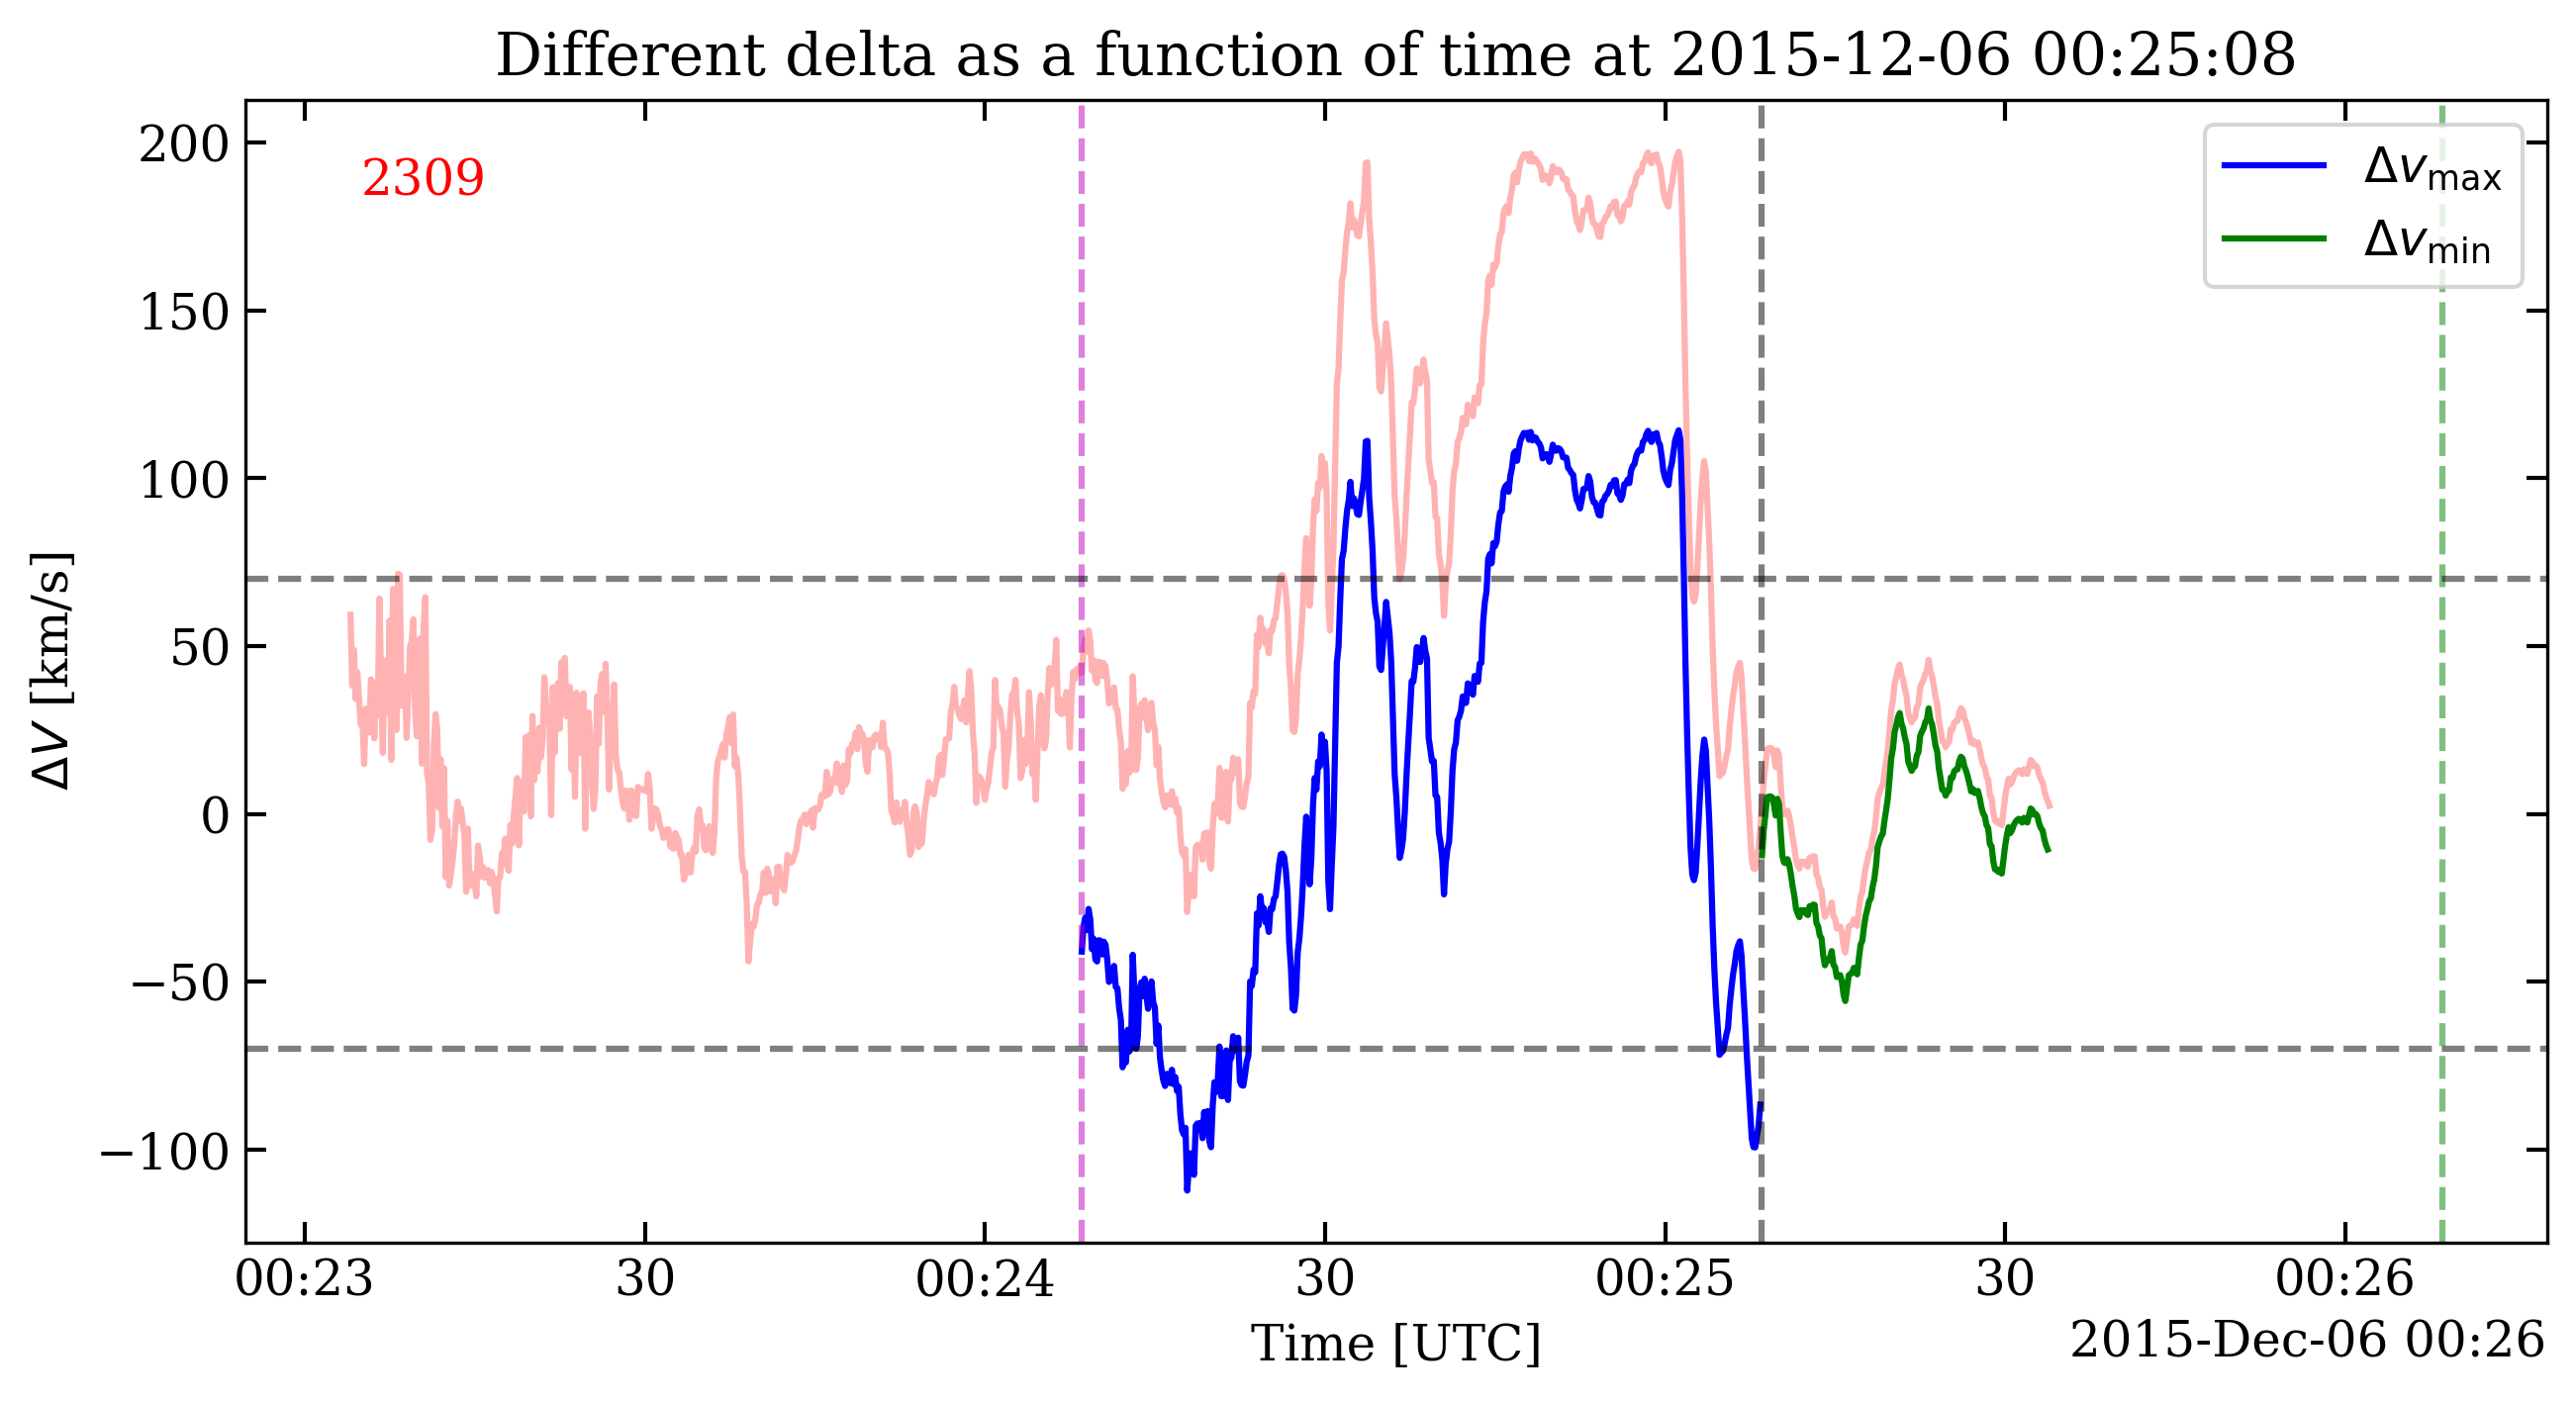 Different delta as a function of time at 2015-12-06 00:25:08
2309
Δv_max
Δv_min
ΔV [km/s]
200
150
100
50
0
−50
−100
00:23 30 00:24 30 00:25 30 00:26
Time [UTC]
2015-Dec-06 00:26